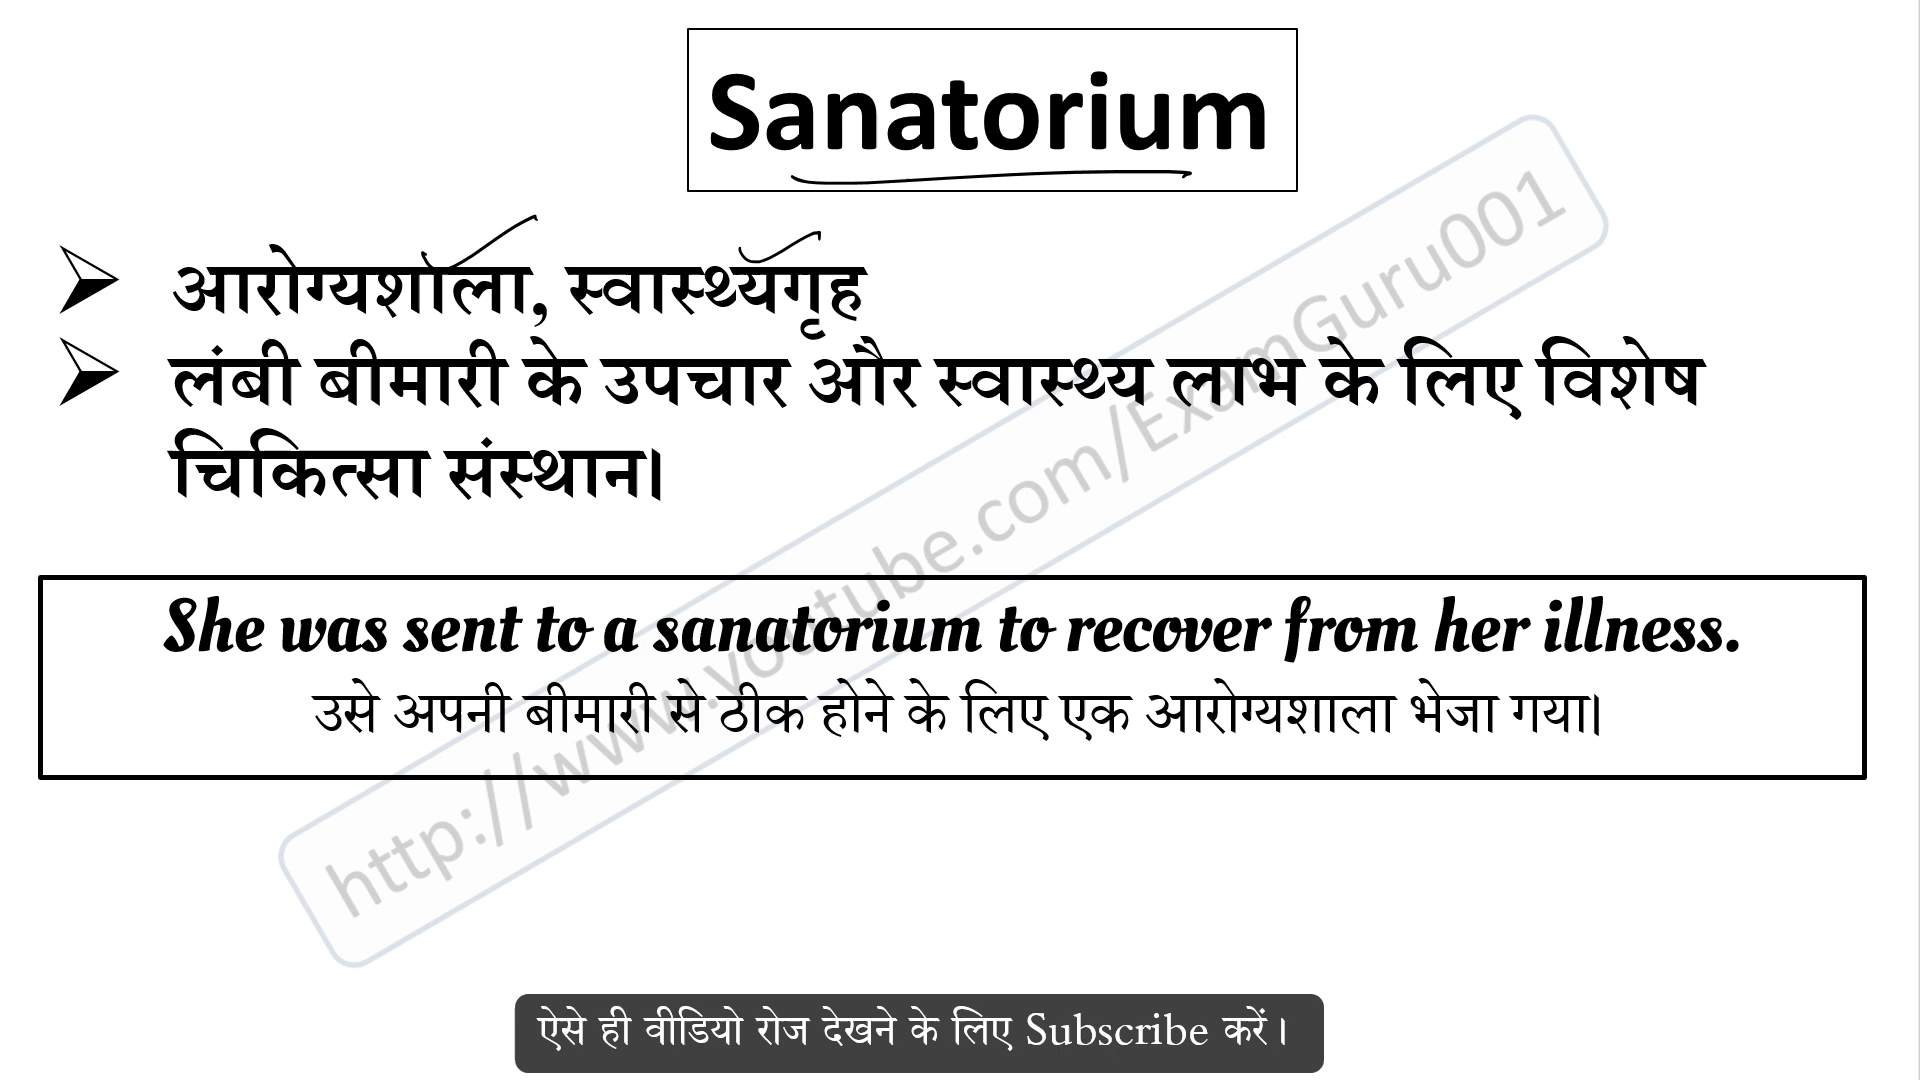 Sanatorium
आरोग्यशाला, स्वास्थ्यगृह
लंबी बीमारी के उपचार और स्वास्थ्य लाभ के लिए विशेष
चिकित्सा संस्थान।
She was sent to a sanatorium to recover from her illness.
उसे अपनी बीमारी से ठीक होने के लिए एक आरोग्यशाला भेजा गया।
http://www.youtube.com/ExamGuru001
ऐसे ही वीडियो रोज देखने के लिए Subscribe करें।